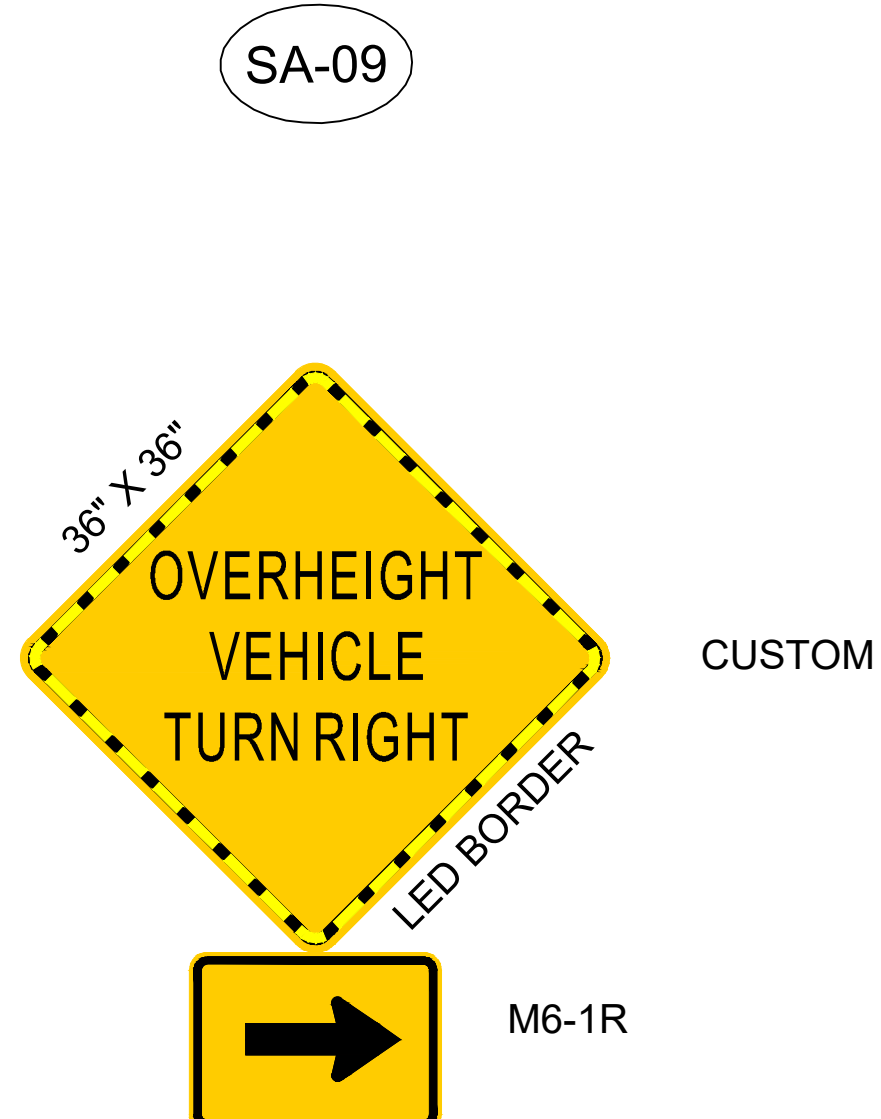 SA-09
36" X 36"
OVERHEIGHT
VEHICLE
TURN RIGHT
CUSTOM
LED BORDER
M6-1R